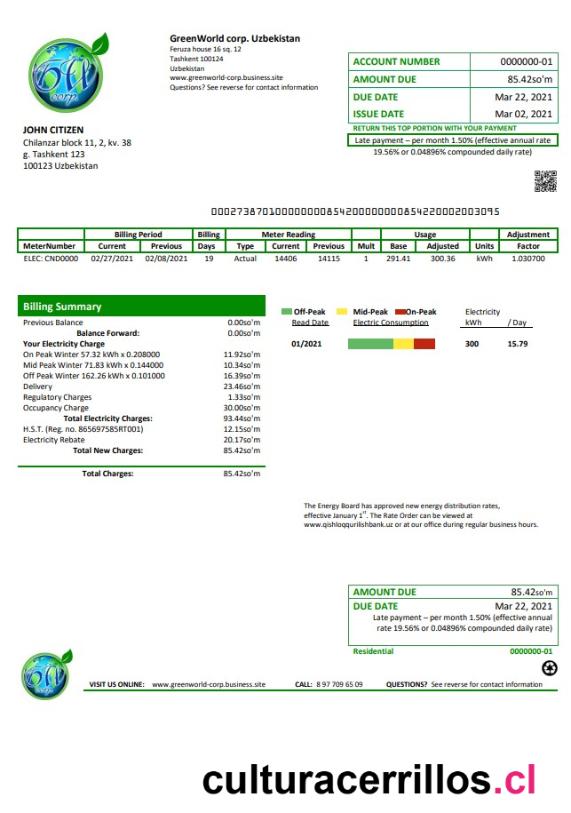 GreenWorld corp. Uzbekistan
Feruza house 16 sq. 12
Tashkent 100124
Uzbekistan
www.greenworld-corp.business.site
Questions? See reverse for contact information
GW
corp.
ACCOUNT NUMBER 0000000-01
AMOUNT DUE 85.42so'm
DUE DATE Mar 22, 2021
ISSUE DATE Mar 02, 2021
RETURN THIS TOP PORTION WITH YOUR PAYMENT
Late payment – per month 1.50% (effective annual rate
19.56% or 0.04896% compounded daily rate)
JOHN CITIZEN
Chilanzar block 11, 2, kv. 38
g. Tashkent 123
100123 Uzbekistan
Billing Period Billing Meter Reading Usage Adjustment
MeterNumber Current Previous Days Type Current Previous Mult Base Adjusted Units Factor
ELEC: CND0000 02/27/2021 02/08/2021 19 Actual 14406 14115 1 291.41 300.36 kWh 1.030700
Billing Summary
Previous Balance 0.00so'm
Balance Forward: 0.00so'm
Your Electricity Charge
On Peak Winter 57.32 kWh x 0.208000 11.92so'm
Mid Peak Winter 71.83 kWh x 0.144000 10.34so'm
Off Peak Winter 162.26 kWh x 0.101000 16.39so'm
Delivery 23.46so'm
Regulatory Charges 1.33so'm
Occupancy Charge 30.00so'm
Total Electricity Charges: 93.44so'm
H.S.T. (Reg. no. 865697585RT001) 12.15so'm
Electricity Rebate 20.17so'm
Total New Charges: 85.42so'm
Total Charges: 85.42so'm
Off-Peak Mid-Peak On-Peak Electricity
Read Date Electric Consumption kWh / Day
01/2021 300 15.79
The Energy Board has approved new energy distribution rates,
effective January 1st. The Rate Order can be viewed at
www.qishloqqurilishbank.uz or at our office during regular business hours.
AMOUNT DUE 85.42so'm
DUE DATE Mar 22, 2021
Late payment – per month 1.50% (effective annual
rate 19.56% or 0.04896% compounded daily rate)
Residential 0000000-01
GW
corp.
VISIT US ONLINE: www.greenworld-corp.business.site CALL: 8 97 709 65 09 QUESTIONS? See reverse for contact information
culturacerrillos.cl